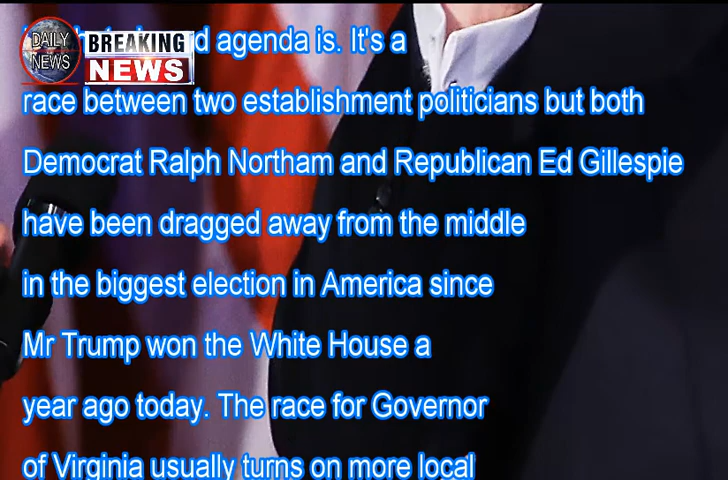 DAILY
NEWS
BREAKING
NEWS
agenda is. It's a
race between two establishment politicians but both
Democrat Ralph Northam and Republican Ed Gillespie
have been dragged away from the middle
in the biggest election in America since
Mr Trump won the White House a
year ago today. The race for Governor
of Virginia usually turns on more local